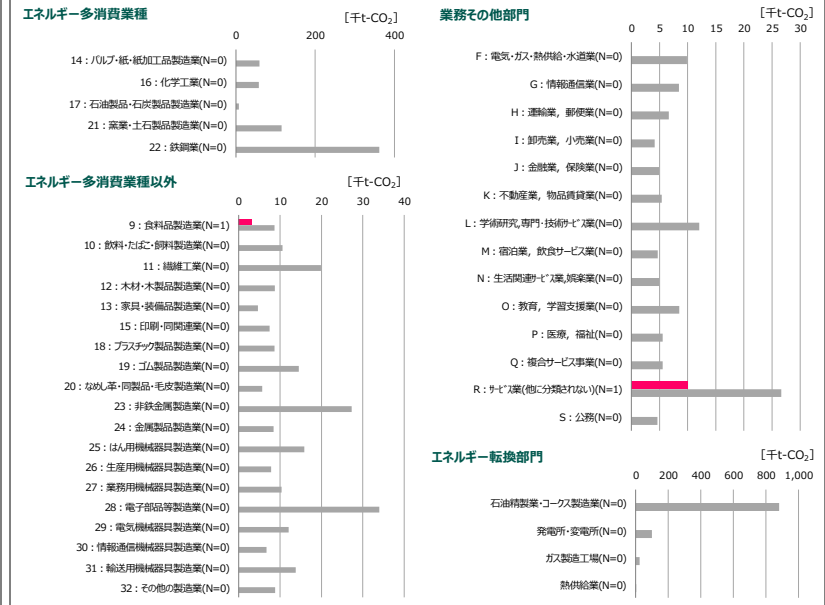 エネルギー多消費業種
[千t-CO₂]
0 200 400
14：パルプ・紙・紙加工品製造業(N=0)
16：化学工業(N=0)
17：石油製品・石炭製品製造業(N=0)
21：窯業・土石製品製造業(N=0)
22：鉄鋼業(N=0)
エネルギー多消費業種以外
[千t-CO₂]
0 10 20 30 40
9：食料品製造業(N=1)
10：飲料・たばこ・飼料製造業(N=0)
11：繊維工業(N=0)
12：木材・木製品製造業(N=0)
13：家具・装備品製造業(N=0)
15：印刷・同関連業(N=0)
18：プラスチック製品製造業(N=0)
19：ゴム製品製造業(N=0)
20：なめし革・同製品・毛皮製造業(N=0)
23：非鉄金属製造業(N=0)
24：金属製品製造業(N=0)
25：はん用機械器具製造業(N=0)
26：生産用機械器具製造業(N=0)
27：業務用機械器具製造業(N=0)
28：電子部品等製造業(N=0)
29：電気機械器具製造業(N=0)
30：情報通信機械器具製造業(N=0)
31：輸送用機械器具製造業(N=0)
32：その他の製造業(N=0)
業務その他部門
[千t-CO₂]
0 5 10 15 20 25 30
F：電気・ガス・熱供給・水道業(N=0)
G：情報通信業(N=0)
H：運輸業，郵便業(N=0)
I：卸売業，小売業(N=0)
J：金融業，保険業(N=0)
K：不動産業，物品賃貸業(N=0)
L：学術研究,専門・技術サービス業(N=0)
M：宿泊業，飲食サービス業(N=0)
N：生活関連サービス業,娯楽業(N=0)
O：教育，学習支援業(N=0)
P：医療，福祉(N=0)
Q：複合サービス事業(N=0)
R：サービス業(他に分類されない)(N=1)
S：公務(N=0)
エネルギー転換部門
[千t-CO₂]
0 200 400 600 800 1,000
石油精製業・コークス製造業(N=0)
発電所・変電所(N=0)
ガス製造工場(N=0)
熱供給業(N=0)